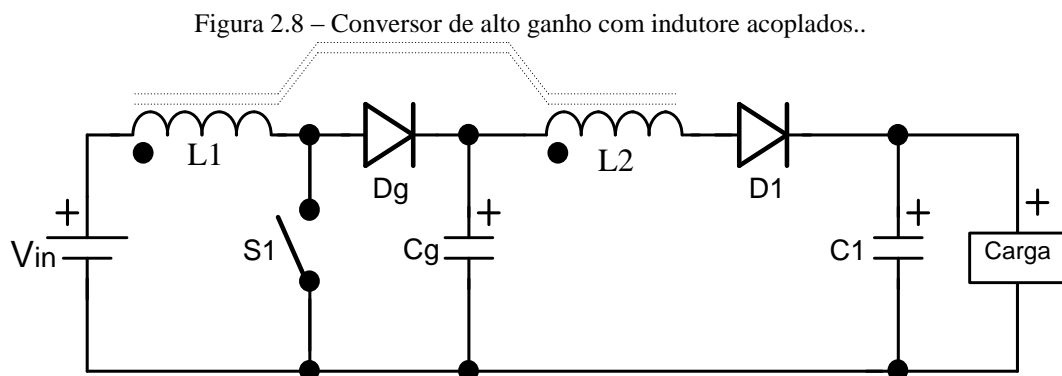 Figura 2.8 – Conversor de alto ganho com indutore acoplados..
L1
L2
Dg
D1
+
+
+
+
Vin
S1
Cg
C1
Carga